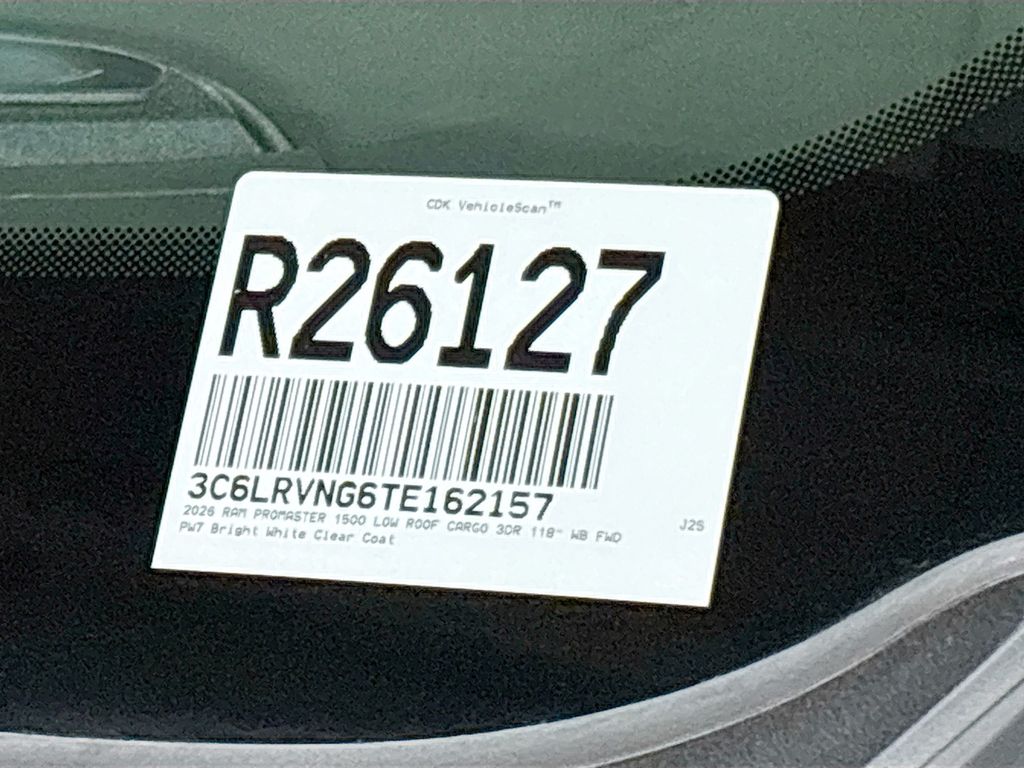 CDK VehicleScan™
R26127
3C6LRVNG6TE162157
2026 RAM PROMASTER 1500 LOW ROOF CARGO 3DR 118" WB FWD
J2S
PW7 Bright White Clear Coat